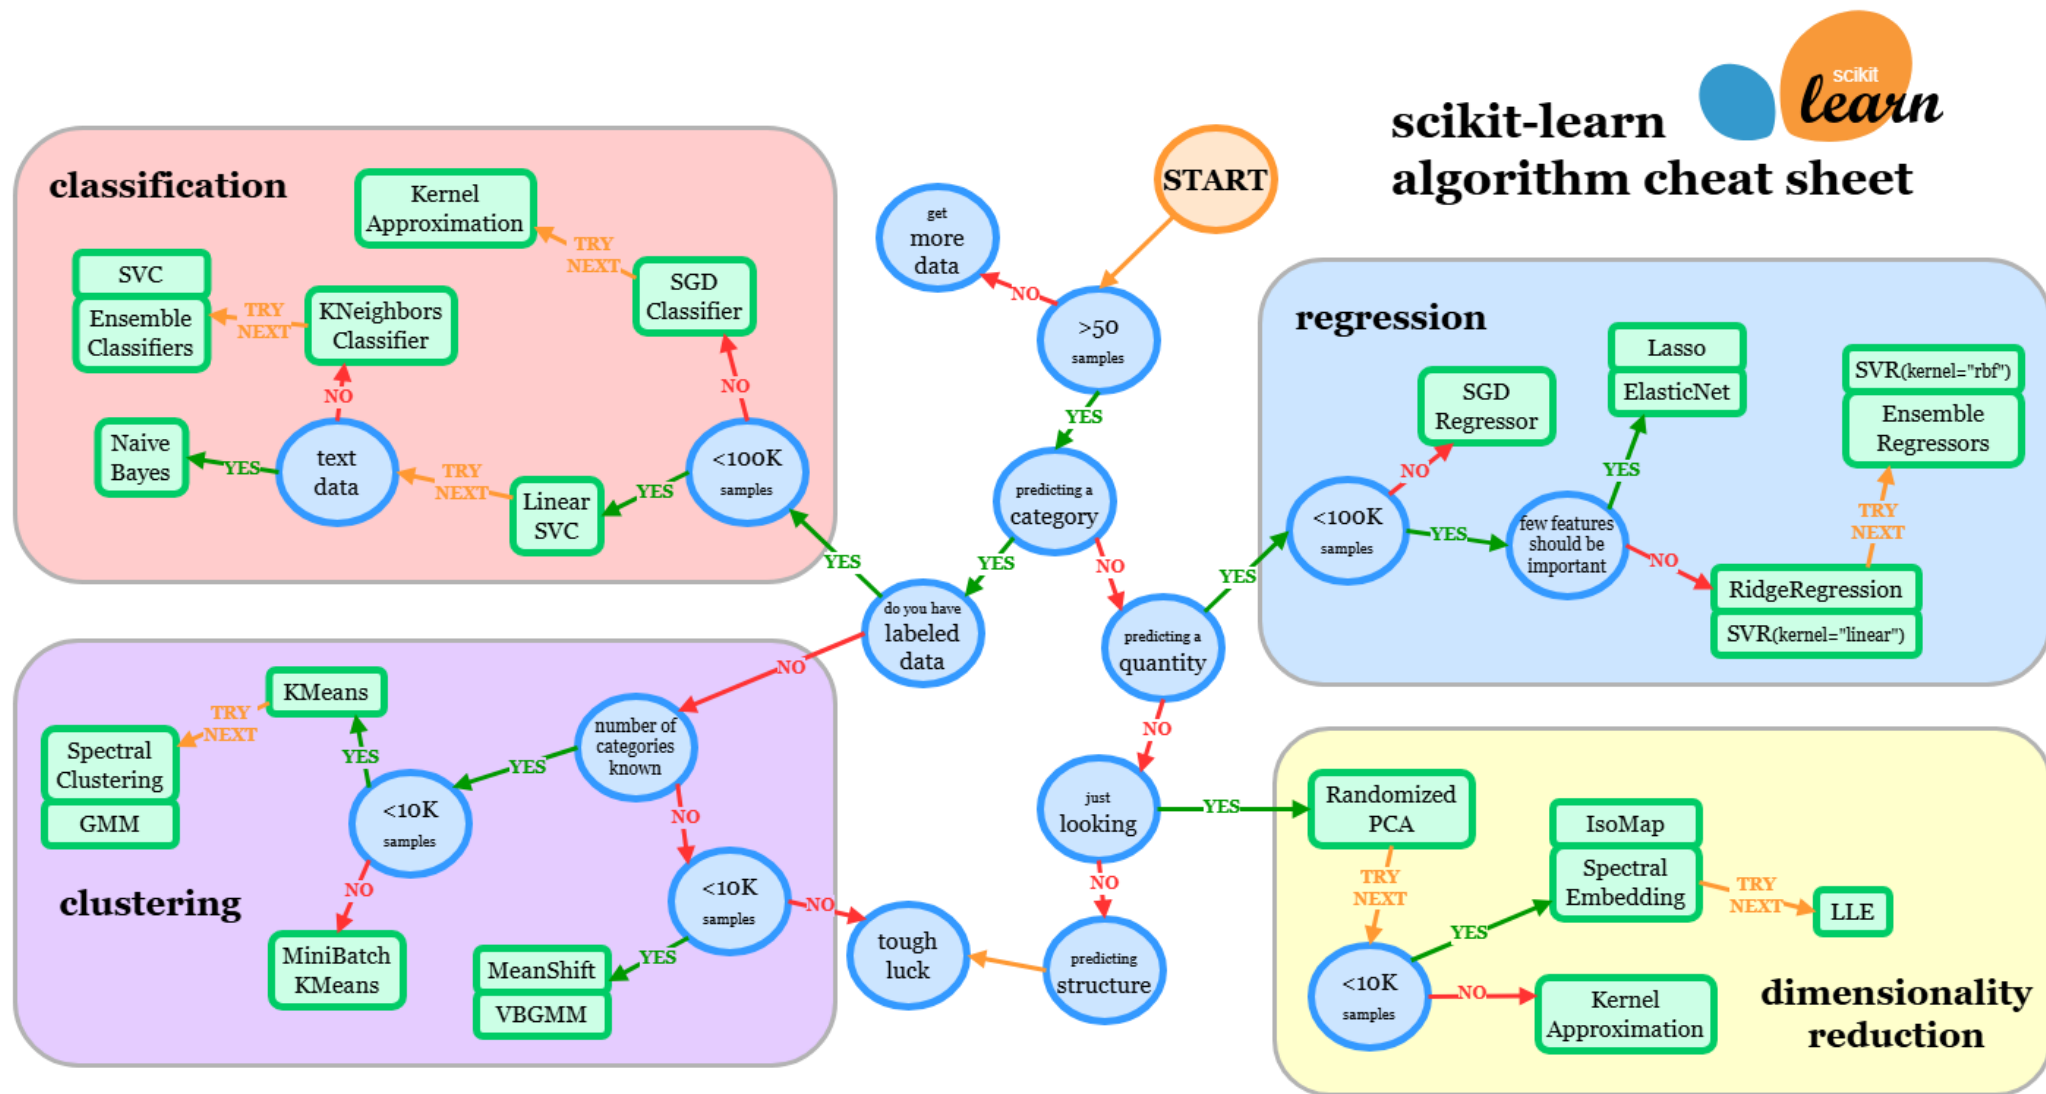 scikit
learn
scikit-learn
algorithm cheat sheet
START
get
more
data
NO
>50
samples
YES
predicting a
category
YES
NO
do you have
labeled
data
YES
NO
predicting a
quantity
YES
NO
just
looking
YES
NO
predicting
structure
tough
luck
classification
Kernel
Approximation
TRY
NEXT
SGD
Classifier
NO
<100K
samples
YES
Linear
SVC
TRY
NEXT
text
data
NO
KNeighbors
Classifier
TRY
NEXT
SVC
Ensemble
Classifiers
YES
Naive
Bayes
clustering
number of
categories
known
YES
NO
<10K
samples
YES
KMeans
TRY
NEXT
Spectral
Clustering
GMM
NO
MiniBatch
KMeans
<10K
samples
YES
MeanShift
VBGMM
NO
regression
<100K
samples
NO
SGD
Regressor
YES
few features
should be
important
YES
Lasso
ElasticNet
NO
RidgeRegression
SVR(kernel="linear")
TRY
NEXT
SVR(kernel="rbf")
Ensemble
Regressors
dimensionality
reduction
Randomized
PCA
TRY
NEXT
<10K
samples
YES
IsoMap
Spectral
Embedding
TRY
NEXT
LLE
NO
Kernel
Approximation